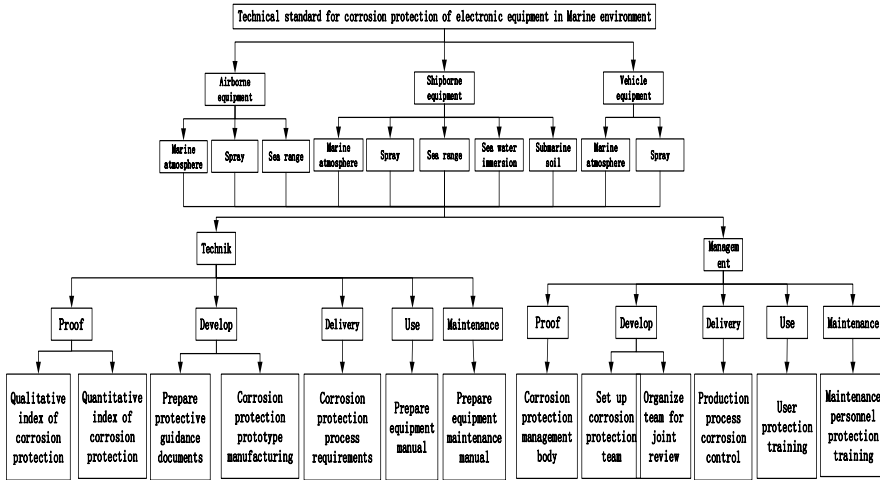 Technical standard for corrosion protection of electronic equipment in Marine environment
Airborne
equipment
Shipborne
equipment
Vehicle
equipment
Marine
atmosphere
Spray
Sea range
Marine
atmosphere
Spray
Sea range
Sea water
immersion
Submarine
soil
Marine
atmosphere
Spray
Technik
Managem
ent
Proof
Develop
Delivery
Use
Maintenance
Proof
Develop
Delivery
Use
Maintenance
Qualitative
index of
corrosion
protection
Quantitative
index of
corrosion
protection
Prepare
protective
guidance
documents
Corrosion
protection
prototype
manufacturing
Corrosion
protection
process
requirements
Prepare
equipment
manual
Prepare
equipment
maintenance
manual
Corrosion
protection
management
body
Set up
corrosion
protection
team
Organize
team for
joint
review
Production
process
corrosion
control
User
protection
training
Maintenance
personnel
protection
training